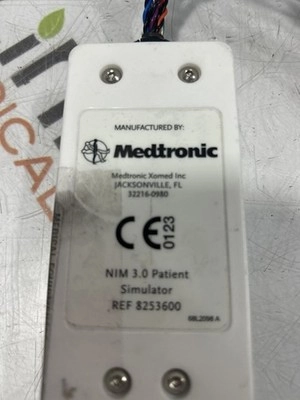 MANUFACTURED BY:
Medtronic
Medtronic Xomed Inc
JACKSONVILLE, FL
32216-0980
CE 0123
NIM 3.0 Patient
Simulator
REF 8253600